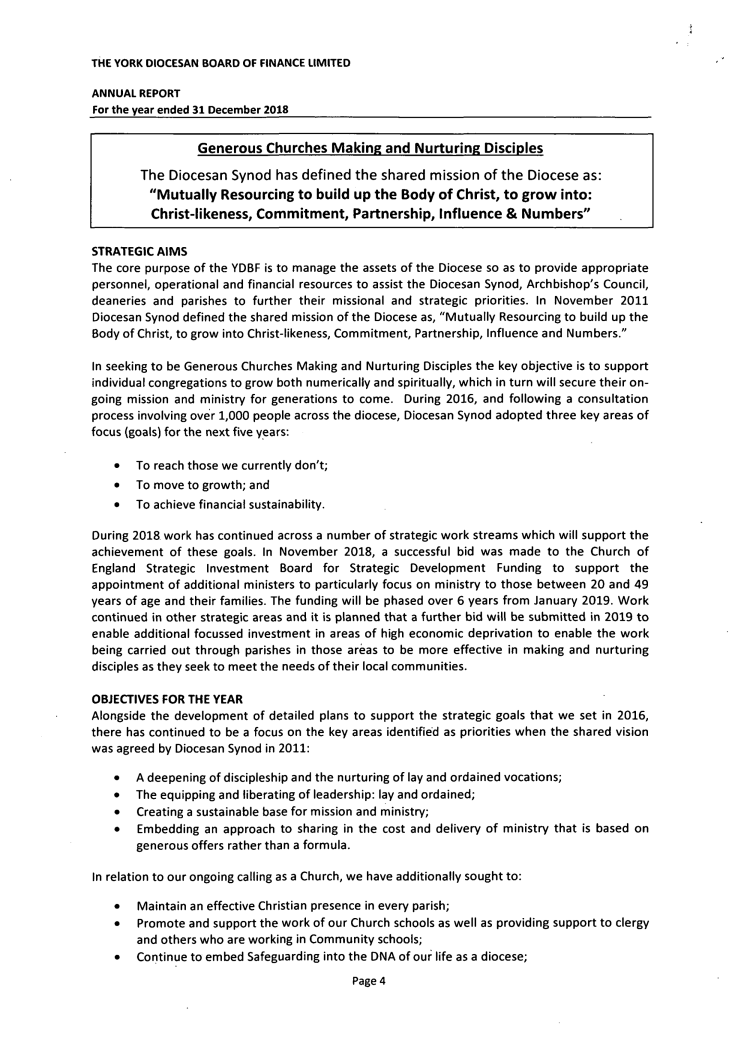 THE YORK DIOCESAN BOARD OF FINANCE LIMITED
ANNUAL REPORT
For the year ended 31 December 2018
Generous Churches Making and Nurturing Disciples
The Diocesan Synod has defined the shared mission of the Diocese as:
"Mutually Resourcing to build up the Body of Christ, to grow into:
Christ-likeness, Commitment, Partnership, Influence & Numbers"
STRATEGIC AIMS
The core purpose of the YDBF is to manage the assets of the Diocese so as to provide appropriate
personnel, operational and financial resources to assist the Diocesan Synod, Archbishop's Council,
deaneries and parishes to further their missional and strategic priorities. In November 2011
Diocesan Synod defined the shared mission of the Diocese as, "Mutually Resourcing to build up the
Body of Christ, to grow into Christ-likeness, Commitment, Partnership, Influence and Numbers."
In seeking to be Generous Churches Making and Nurturing Disciples the key objective is to support
individual congregations to grow both numerically and spiritually, which in turn will secure their on-
going mission and ministry for generations to come. During 2016, and following a consultation
process involving over 1,000 people across the diocese, Diocesan Synod adopted three key areas of
focus (goals) for the next five years:
• To reach those we currently don't;
• To move to growth; and
• To achieve financial sustainability.
During 2018 work has continued across a number of strategic work streams which will support the
achievement of these goals. In November 2018, a successful bid was made to the Church of
England Strategic Investment Board for Strategic Development Funding to support the
appointment of additional ministers to particularly focus on ministry to those between 20 and 49
years of age and their families. The funding will be phased over 6 years from January 2019. Work
continued in other strategic areas and it is planned that a further bid will be submitted in 2019 to
enable additional focussed investment in areas of high economic deprivation to enable the work
being carried out through parishes in those areas to be more effective in making and nurturing
disciples as they seek to meet the needs of their local communities.
OBJECTIVES FOR THE YEAR
Alongside the development of detailed plans to support the strategic goals that we set in 2016,
there has continued to be a focus on the key areas identified as priorities when the shared vision
was agreed by Diocesan Synod in 2011:
• A deepening of discipleship and the nurturing of lay and ordained vocations;
• The equipping and liberating of leadership: lay and ordained;
• Creating a sustainable base for mission and ministry;
• Embedding an approach to sharing in the cost and delivery of ministry that is based on
generous offers rather than a formula.
In relation to our ongoing calling as a Church, we have additionally sought to:
• Maintain an effective Christian presence in every parish;
• Promote and support the work of our Church schools as well as providing support to clergy
and others who are working in Community schools;
• Continue to embed Safeguarding into the DNA of our life as a diocese;
Page 4